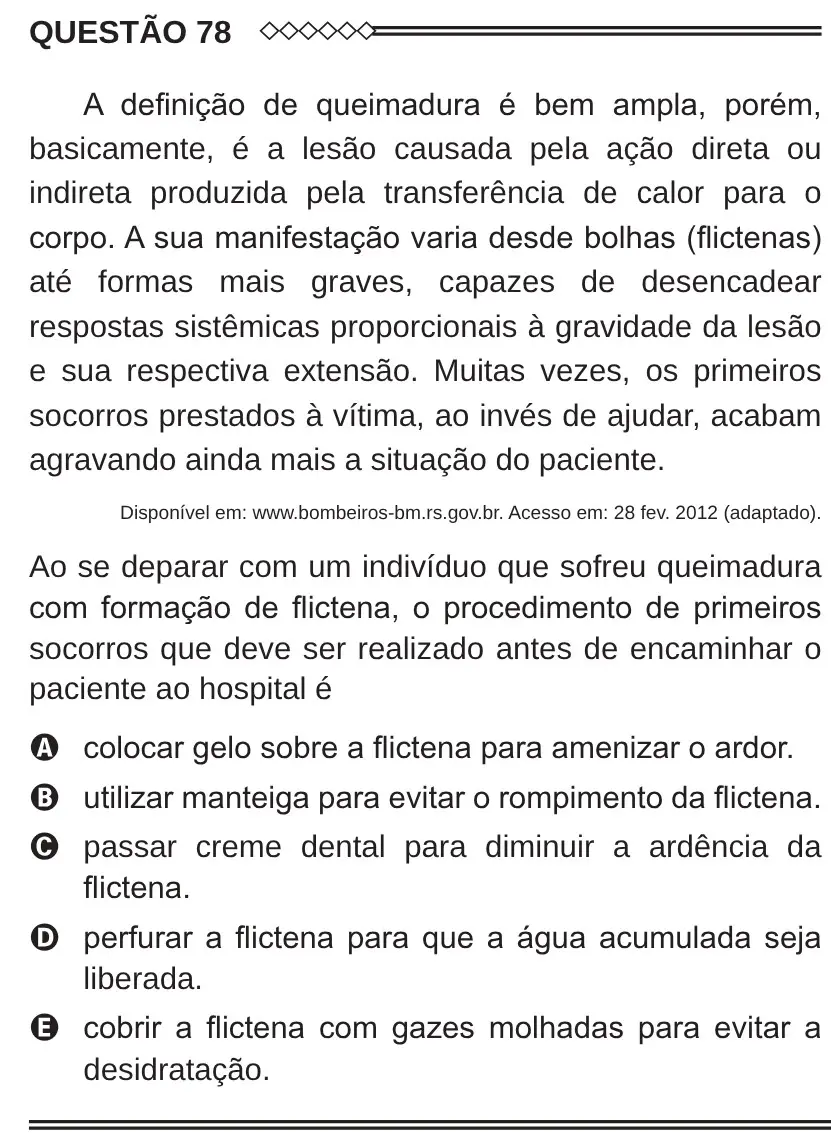 QUESTÃO 78
A definição de queimadura é bem ampla, porém,
basicamente, é a lesão causada pela ação direta ou
indireta produzida pela transferência de calor para o
corpo. A sua manifestação varia desde bolhas (flictenas)
até formas mais graves, capazes de desencadear
respostas sistêmicas proporcionais à gravidade da lesão
e sua respectiva extensão. Muitas vezes, os primeiros
socorros prestados à vítima, ao invés de ajudar, acabam
agravando ainda mais a situação do paciente.
Disponível em: www.bombeiros-bm.rs.gov.br. Acesso em: 28 fev. 2012 (adaptado).
Ao se deparar com um indivíduo que sofreu queimadura
com formação de flictena, o procedimento de primeiros
socorros que deve ser realizado antes de encaminhar o
paciente ao hospital é
A colocar gelo sobre a flictena para amenizar o ardor.
B utilizar manteiga para evitar o rompimento da flictena.
C passar creme dental para diminuir a ardência da
flictena.
D perfurar a flictena para que a água acumulada seja
liberada.
E cobrir a flictena com gazes molhadas para evitar a
desidratação.